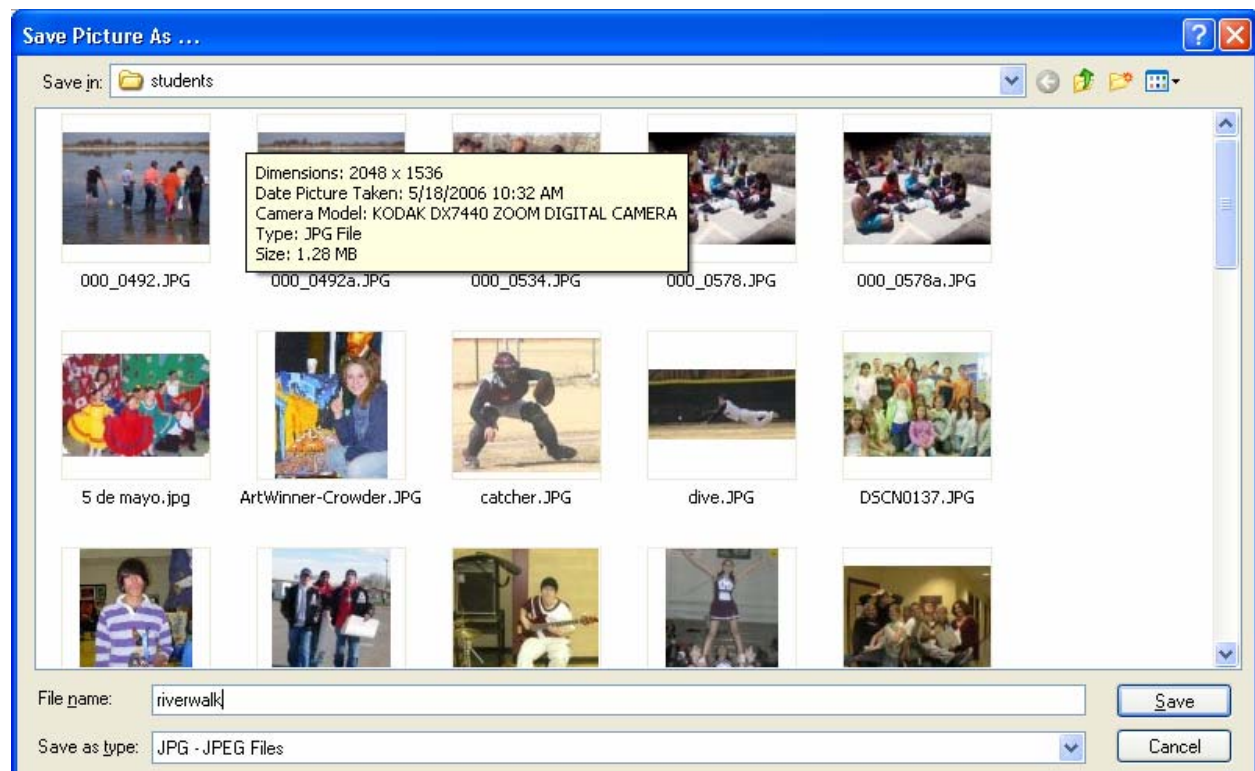 Save Picture As ...
Save in: students
Dimensions: 2048 x 1536
Date Picture Taken: 5/18/2006 10:32 AM
Camera Model: KODAK DX7440 ZOOM DIGITAL CAMERA
Type: JPG File
Size: 1.28 MB
000_0492.JPG 000_0492a.JPG 000_0534.JPG 000_0578.JPG 000_0578a.JPG
5 de mayo.jpg ArtWinner-Crowder.JPG catcher.JPG dive.JPG DSCN0137.JPG
File name: riverwalk Save
Save as type: JPG - JPEG Files Cancel